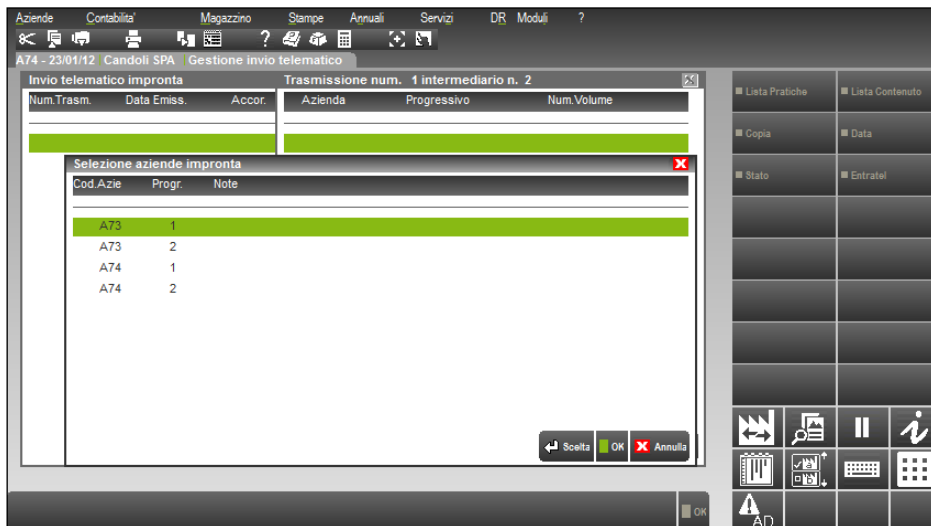 Aziende Contabilita' Magazzino Stampe Annuali Servizi DR Moduli ?
?
A74 - 23/01/12 Candoli SPA Gestione invio telematico
Invio telematico impronta
Num.Trasm. Data Emiss. Accor.
Trasmissione num. 1 intermediario n. 2
Azienda Progressivo Num.Volume
Selezione aziende impronta
Cod.Azie Progr. Note
A73 1
A73 2
A74 1
A74 2
Scelta OK Annulla
Lista Pratiche Lista Contenuto
Copia Data
Stato Entratel
i
AD
OK